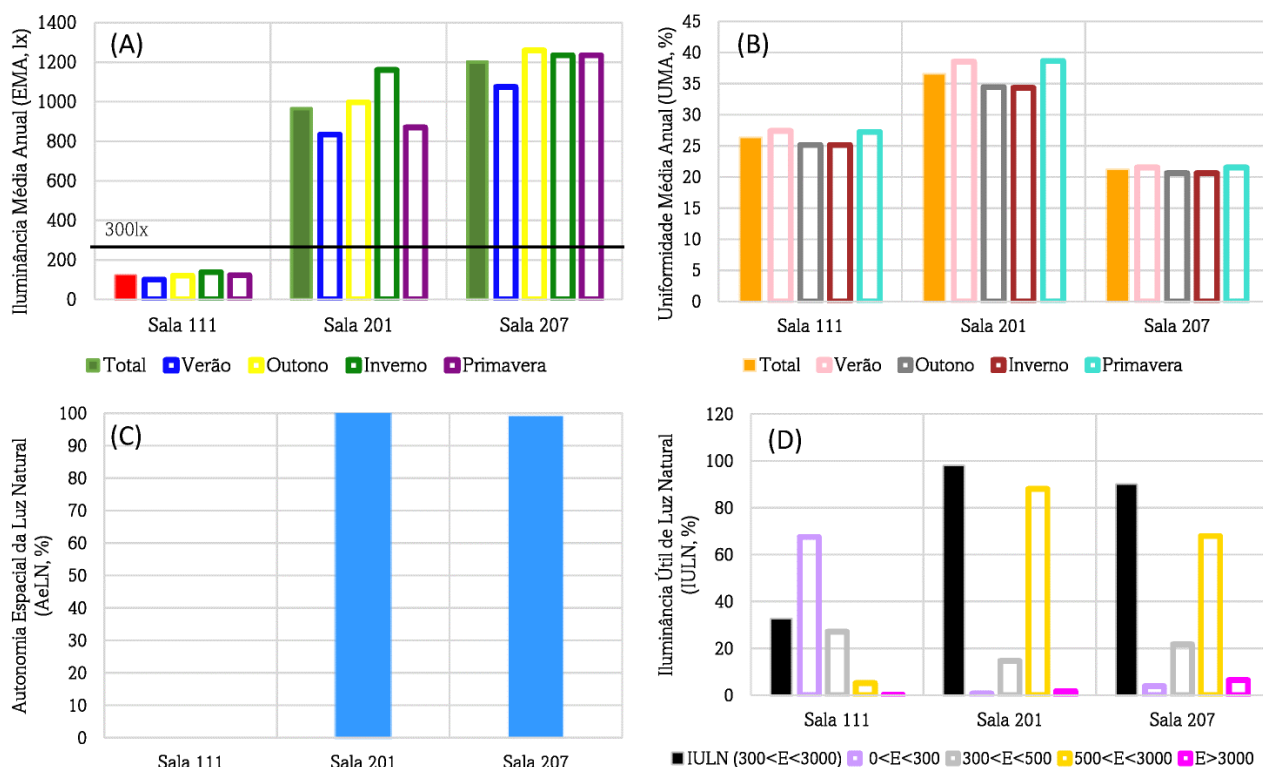 (A)
Iluminância Média Anual (EMA, lx)
1400
1200
1000
800
600
400
200
0
300lx
Sala 111
Sala 201
Sala 207
Total
Verão
Outono
Inverno
Primavera
(B)
Uniformidade Média Anual (UMA, %)
45
40
35
30
25
20
15
10
5
0
Sala 111
Sala 201
Sala 207
Total
Verão
Outono
Inverno
Primavera
(C)
Autonomia Espacial da Luz Natural
(AeLN, %)
100
90
80
70
60
50
40
30
20
10
0
Sala 111
Sala 201
Sala 207
(D)
Iluminância Útil de Luz Natural
(IULN, %)
120
100
80
60
40
20
0
Sala 111
Sala 201
Sala 207
IULN (300<E<3000)
0<E<300
300<E<500
500<E<3000
E>3000